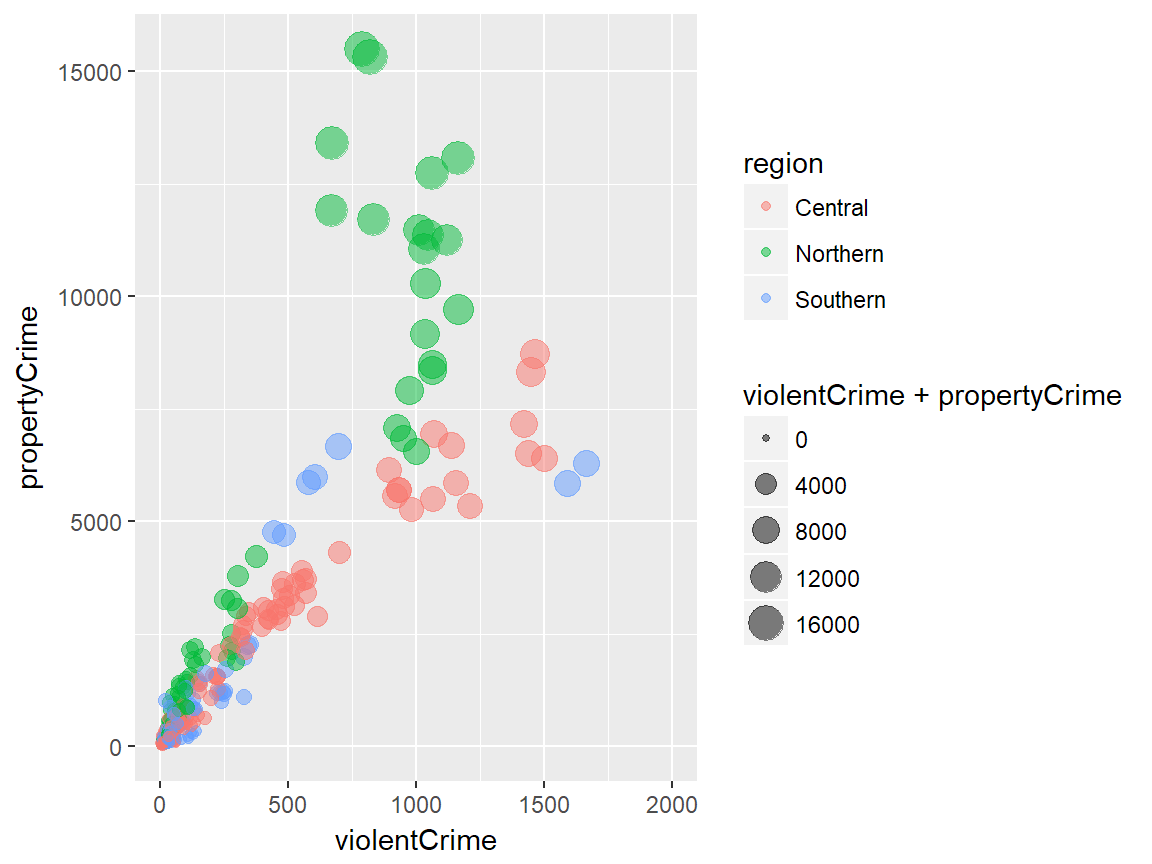 15000
10000
5000
0
propertyCrime
0
500
1000
1500
2000
violentCrime
region
Central
Northern
Southern
violentCrime + propertyCrime
0
4000
8000
12000
16000